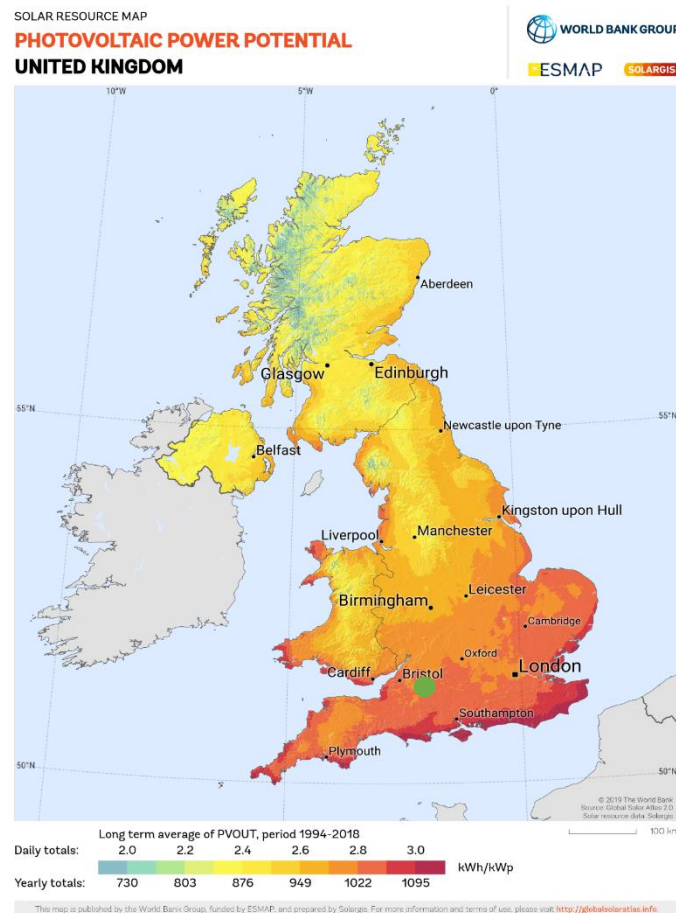 SOLAR RESOURCE MAP
PHOTOVOLTAIC POWER POTENTIAL
UNITED KINGDOM
WORLD BANK GROUP
ESMAP
SOLARGIS
10°W
5°W
0°
Aberdeen
Glasgow
Edinburgh
55°N
55°N
Newcastle upon Tyne
Belfast
Kingston upon Hull
Liverpool
Manchester
Leicester
Birmingham
Cambridge
Oxford
Cardiff
Bristol
London
Southampton
Plymouth
50°N
50°N
© 2019 The World Bank
Source: Global Solar Atlas 2.0
Solar resource data: Solargis
100 km
Long term average of PVOUT, period 1994-2018
Daily totals: 2.0 2.2 2.4 2.6 2.8 3.0
kWh/kWp
Yearly totals: 730 803 876 949 1022 1095
This map is published by the World Bank Group, funded by ESMAP, and prepared by Solargis. For more information and terms of use, please visit http://globalsolaratlas.info.